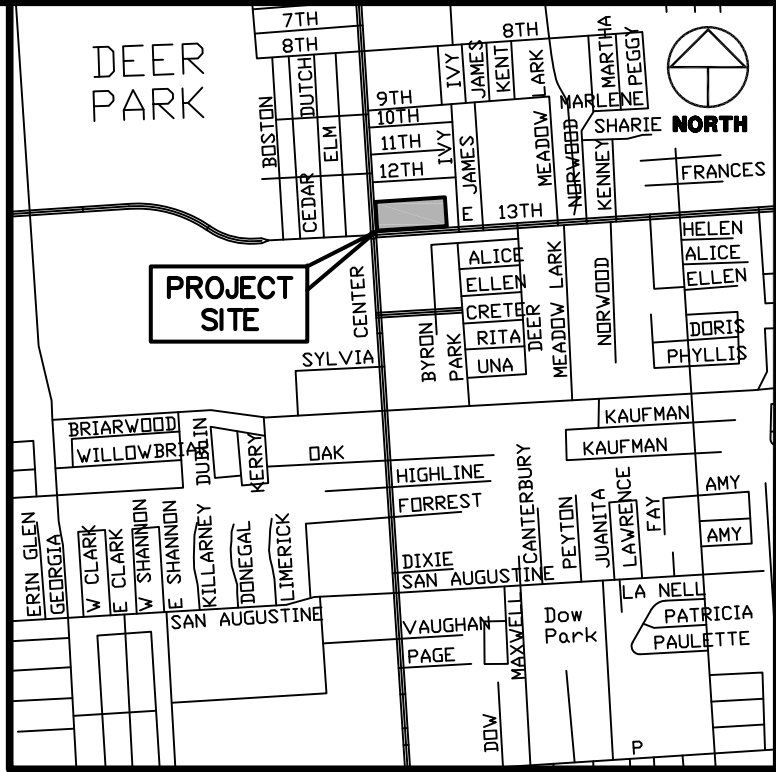 7TH
8TH
8TH
DEER
PARK
BOSTON
DUTCH
CEDAR
ELM
IVY
JAMES
KENT
MEADOW LARK
MARTHA
PEGGY
NORTH
9TH
10TH
11TH
12TH
IVY
JAMES
MARLENE
SHARIE
NORWOOD
KENNEY
FRANCES
E 13TH
PROJECT
SITE
CENTER
ALICE
ELLEN
CRETE
RITA
UNA
BYRON
PARK
DEER
MEADOW LARK
NORWOOD
HELEN
ALICE
ELLEN
DORIS
PHYLLIS
SYLVIA
BRIARWOOD
WILLOWBRIAR
DUBLIN
KERRY
OAK
KAUFMAN
KAUFMAN
HIGHLINE
FORREST
CANTERBURY
PEYTON
JUANITA
LAWRENCE
FAY
AMY
AMY
ERIN GLEN
GEORGIA
W CLARK
E CLARK
W SHANNON
E SHANNON
KILLARNEY
DONEGAL
LIMERICK
DIXIE
SAN AUGUSTINE
SAN AUGUSTINE
LA NELL
PATRICIA
PAULETTE
VAUGHAN
PAGE
MAXWELL
Dow
Park
DOW
P